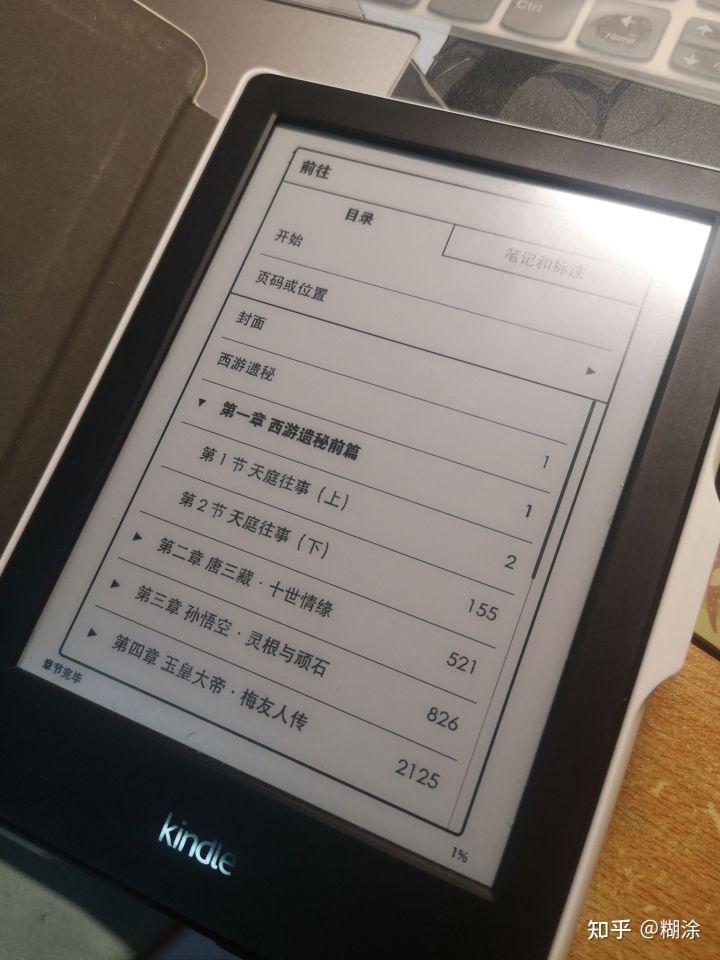 Ctrl
Home
前往
目录
笔记和标注
开始
页码或位置 ▶
封面
西游遗秘 1
▼ 第一章 西游遗秘前篇 1
第1节 天庭往事（上） 2
第2节 天庭往事（下） 155
▶ 第二章 唐三藏·十世情缘 521
▶ 第三章 孙悟空·灵根与顽石 826
▶ 第四章 玉皇大帝·梅友人传 2125
章节完毕 1%
kindle
知乎 @糊涂